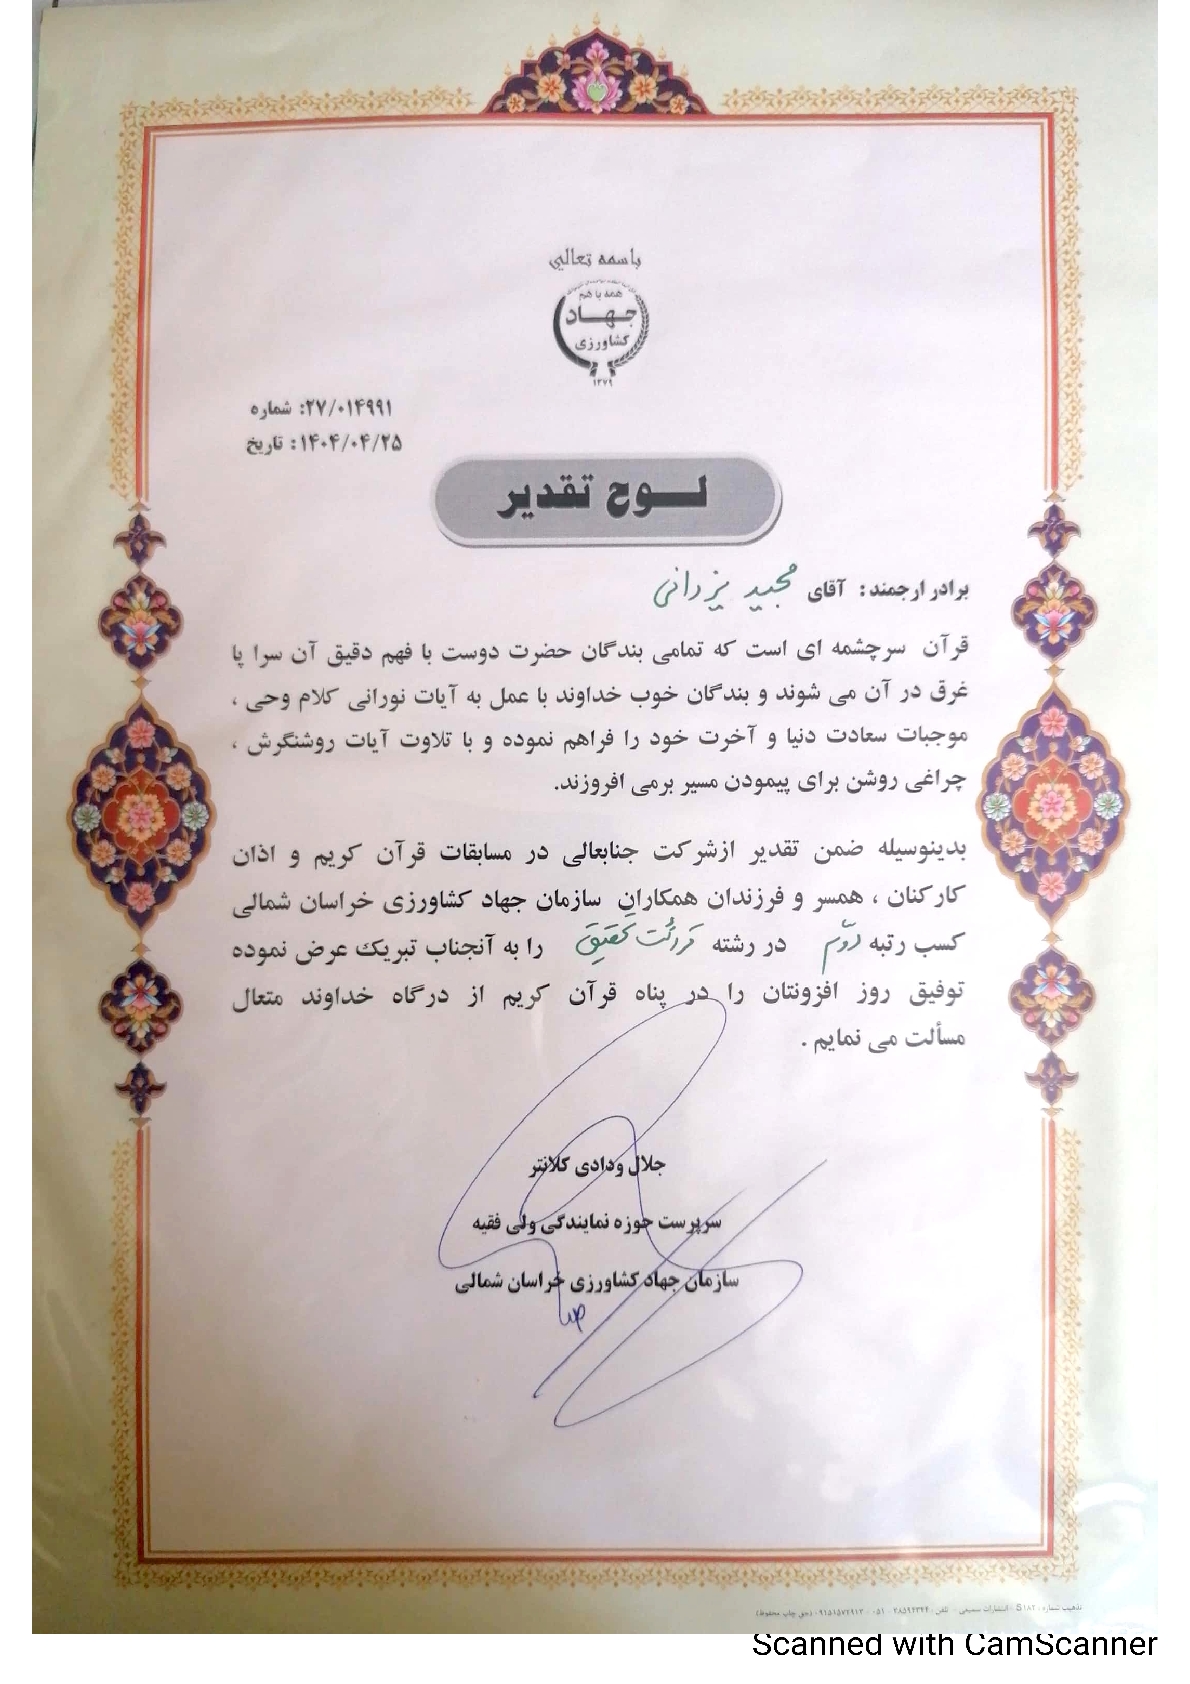 باسمه تعالی
همه با هم
جهاد
کشاورزی
۱۳۷۹
شماره :۲۷/۰۱۴۹۹۱
تاریخ :۱۴۰۴/۰۴/۲۵
لوح تقدیر
برادر ارجمند: آقای مجید یزدانی
قرآن سرچشمه ای است که تمامی بندگان حضرت دوست با فهم دقیق آن سرا پا
غرق در آن می شوند و بندگان خوب خداوند با عمل به آیات نورانی کلام وحی ،
موجبات سعادت دنیا و آخرت خود را فراهم نموده و با تلاوت آیات روشنگرش ،
چراغی روشن برای پیمودن مسیر برمی افروزند.
بدینوسیله ضمن تقدیر ازشرکت جنابعالی در مسابقات قرآن کریم و اذان
کارکنان ، همسر و فرزندان همکاران سازمان جهاد کشاورزی خراسان شمالی
کسب رتبه دوّم در رشته قرائت تحقیق را به آنجناب تبریک عرض نموده
توفیق روز افزونتان را در پناه قرآن کریم از درگاه خداوند متعال
مسألت می نمایم .
جلال ودادی کلانتر
سرپرست حوزه نمایندگی ولی فقیه
سازمان جهاد کشاورزی خراسان شمالی
Scanned with CamScanner